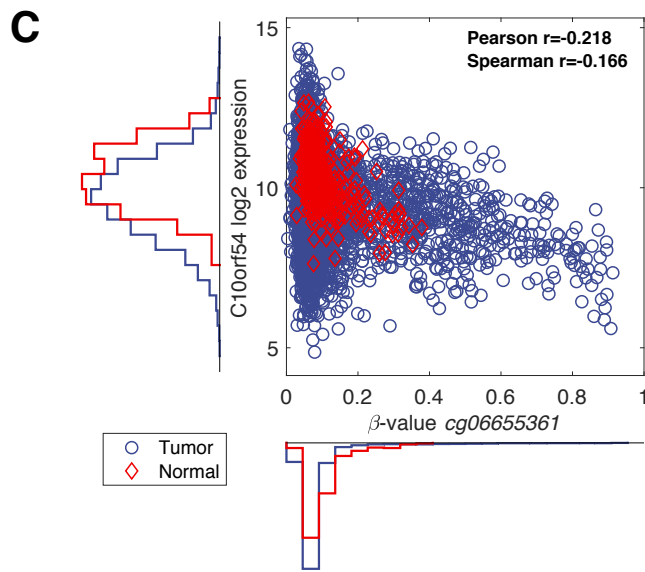 C
Pearson r=-0.218
Spearman r=-0.166
C10orf54 log2 expression
15
10
5
0
0.2
0.4
0.6
0.8
1
β-value cg06655361
Tumor
Normal